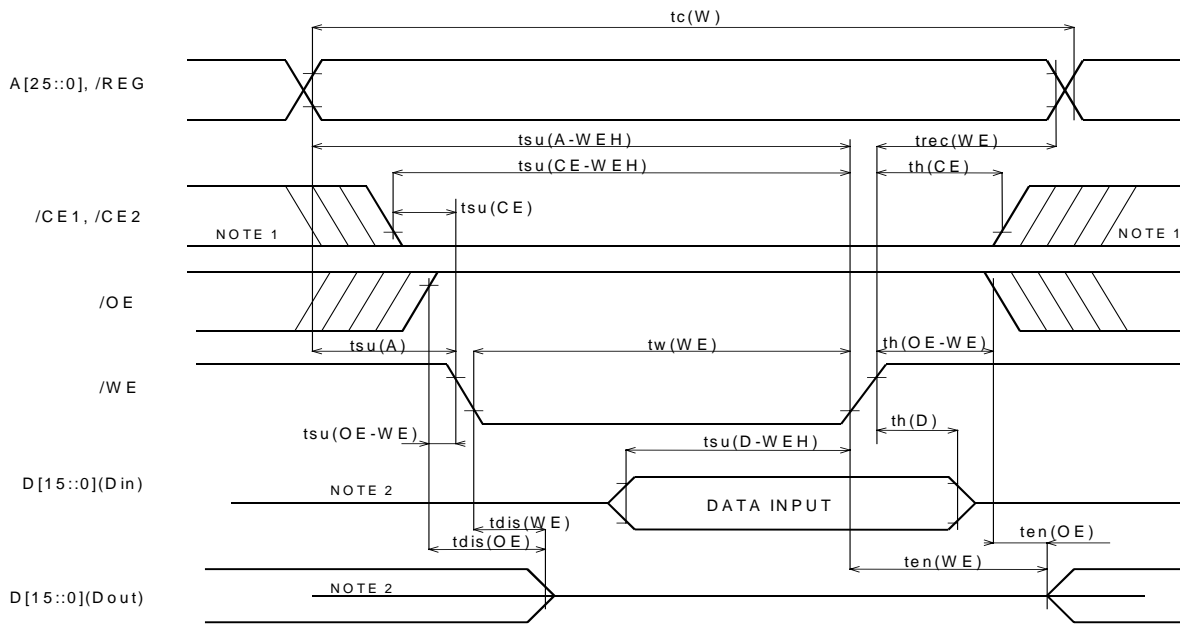 tc(W)
A[25::0], /REG
tsu(A-WEH)
trec(WE)
tsu(CE-WEH)
th(CE)
/CE1, /CE2
tsu(CE)
NOTE 1
NOTE 1
/OE
tsu(A)
tw(WE)
th(OE-WE)
/WE
tsu(OE-WE)
th(D)
tsu(D-WEH)
D[15::0](Din)
NOTE 2
DATA INPUT
tdis(WE)
ten(OE)
tdis(OE)
ten(WE)
NOTE 2
D[15::0](Dout)